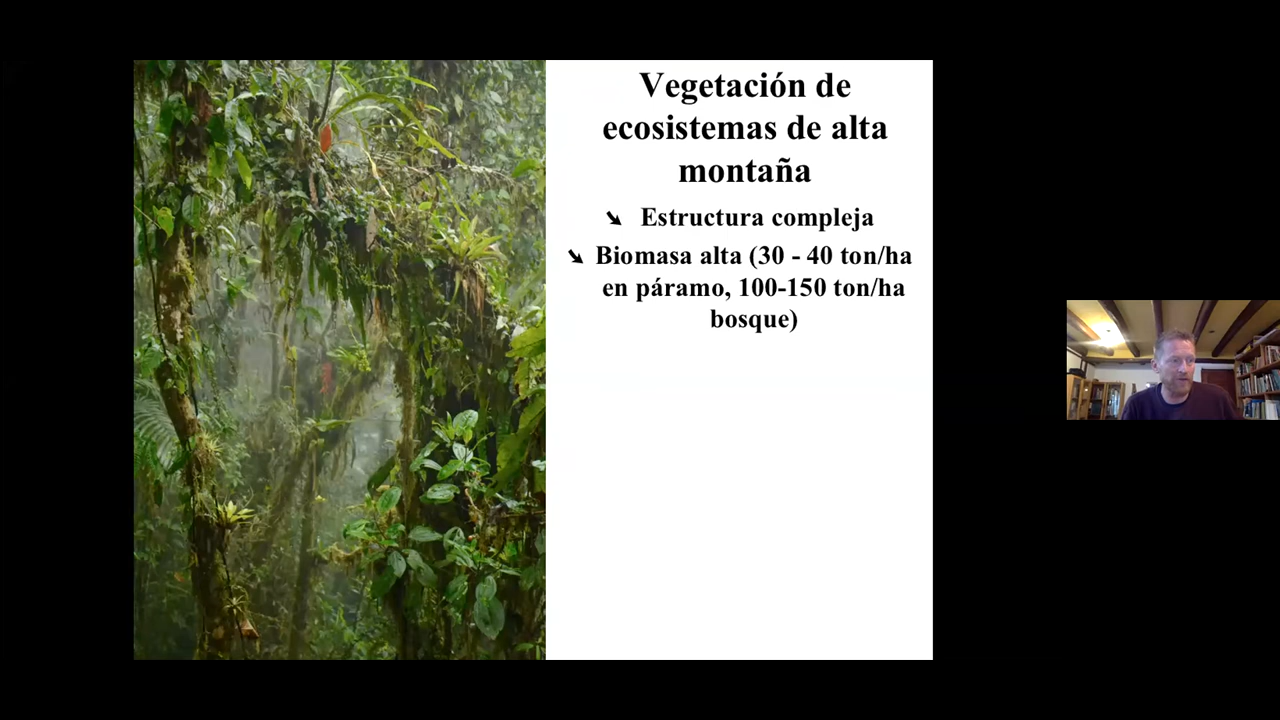 Vegetación de
ecosistemas de alta
montaña
➘ Estructura compleja
➘ Biomasa alta (30 - 40 ton/ha
en páramo, 100-150 ton/ha
bosque)